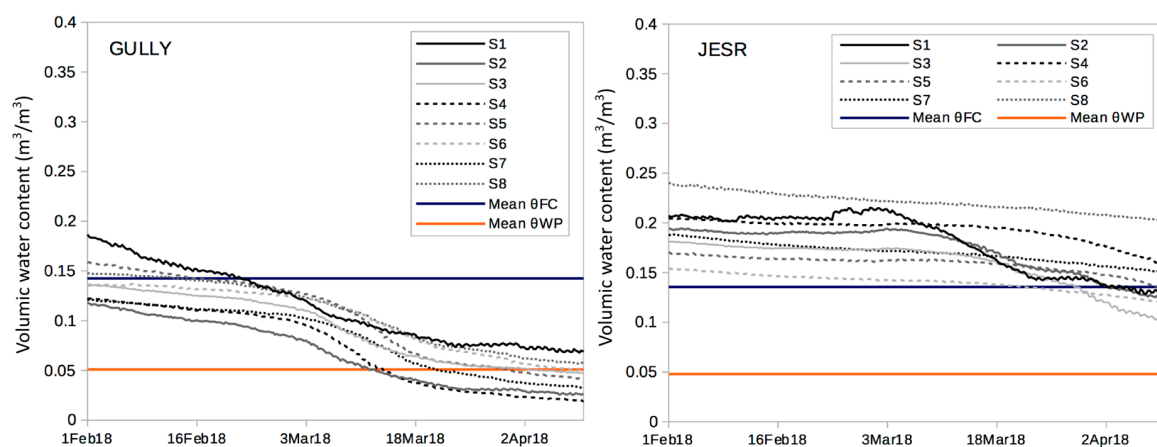 GULLY
Volumic water content (m³/m³)
0.4
0.35
0.3
0.25
0.2
0.15
0.1
0.05
0
1Feb18 16Feb18 3Mar18 18Mar18 2Apr18
S1
S2
S3
S4
S5
S6
S7
S8
Mean θFC
Mean θWP
JESR
Volumic water content (m³/m³)
0.4
0.35
0.3
0.25
0.2
0.15
0.1
0.05
0
1Feb18 16Feb18 3Mar18 18Mar18 2Apr18
S1 S2
S3 S4
S5 S6
S7 S8
Mean θFC Mean θWP